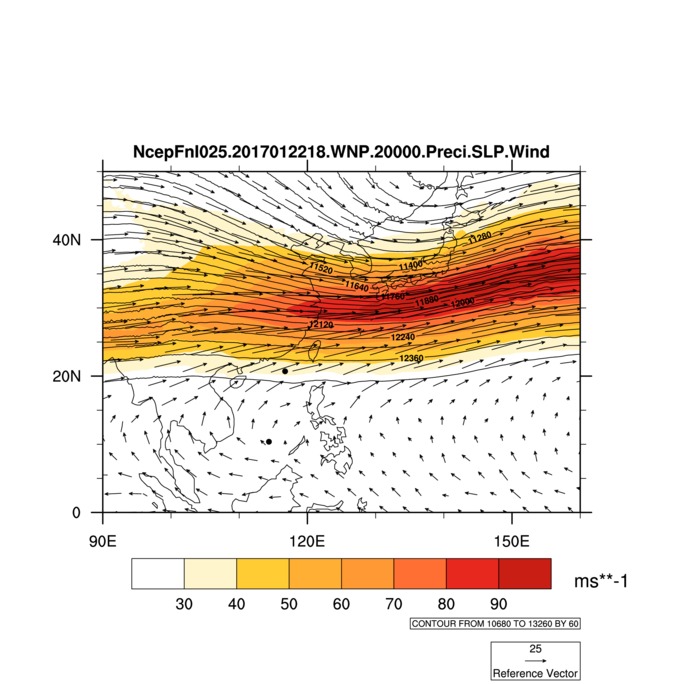 NcepFnl025.2017012218.WNP.20000.Preci.SLP.Wind
40N
20N
0
11280
11400
11520
11640
11760
11880
12000
12120
12240
12360
90E 120E 150E
ms**-1
30 40 50 60 70 80 90
CONTOUR FROM 10680 TO 13260 BY 60
25
Reference Vector